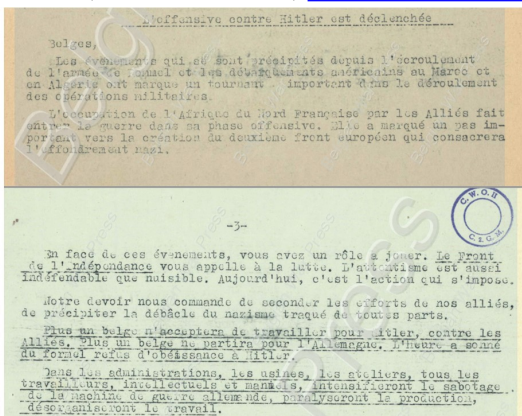 L'offensive contre Hitler est déclenchée
Belges,
Les événements qui se sont précipités depuis l'écroulement
de l'armée de Rommel et les débarquements américains au Maroc et
en Algérie ont marqué un tournant important dans le déroulement
des opérations militaires.
L'occupation de l'Afrique du Nord Française par les Alliés fait
entrer la guerre dans sa phase offensive. Elle a marqué un pas im-
portant vers la création du deuxième front européen qui consacrera
l'effondrement nazi.
C. W. O. II
C. E. G. M.
-3-
En face de ces événements, vous avez un rôle à jouer. Le Front
de l'Indépendance vous appelle à la lutte. L'attentisme est aussi
indéfendable que nuisible. Aujourd'hui, c'est l'action qui s'impose.
Notre devoir nous commande de seconder les efforts de nos alliés,
de précipiter la débâcle du nazisme traqué de toutes parts.
Plus un belge n'acceptera de travailler pour Hitler, contre les
Alliés. Plus un belge ne partira pour l'Allemagne. L'heure a sonné
du formel refus d'obéissance à Hitler.
Dans les administrations, les usines, les ateliers, tous les
travailleurs, intellectuels et manuels, intensifieront le sabotage
de la machine de guerre allemande, paralyseront la production,
désorganiseront le travail.